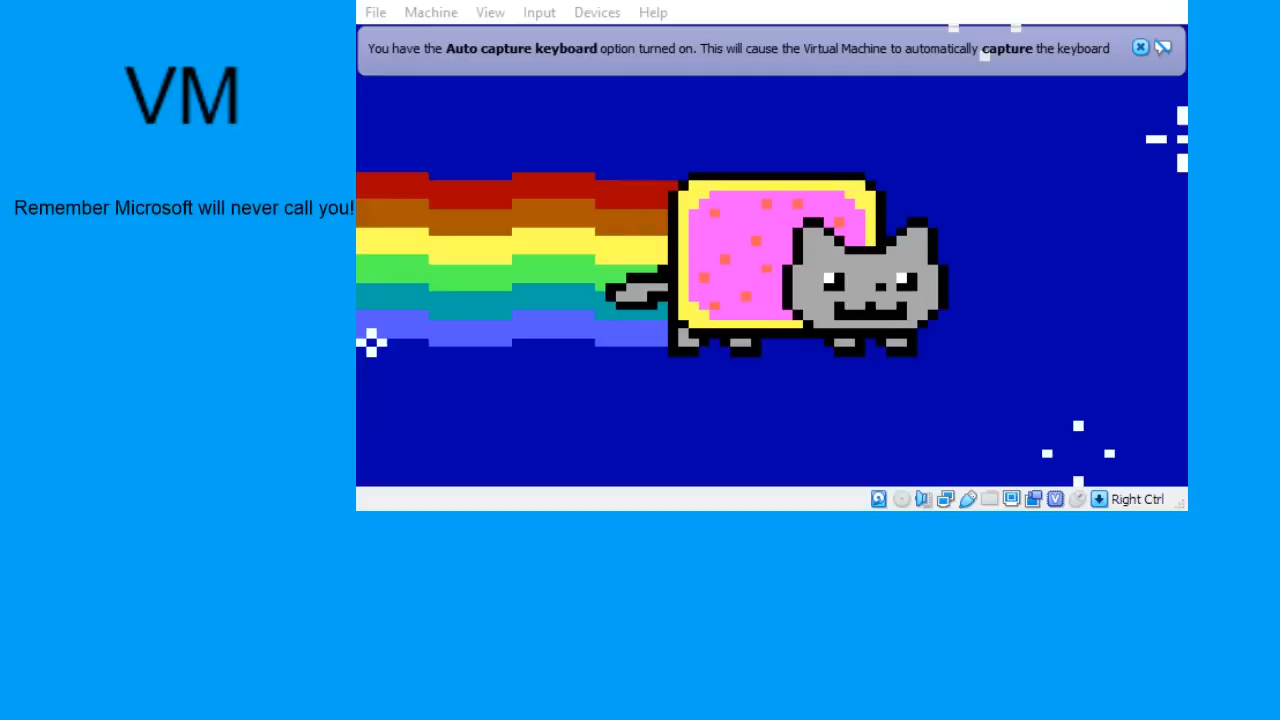 File Machine View Input Devices Help
You have the Auto capture keyboard option turned on. This will cause the Virtual Machine to automatically capture the keyboard
VM
Remember Microsoft will never call you!
Right Ctrl